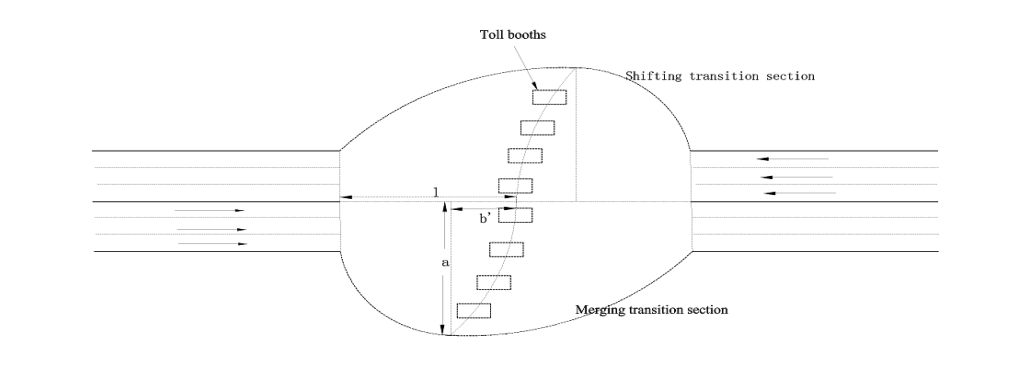 Toll booths
Shifting transition section
l
b'
a
Merging transition section